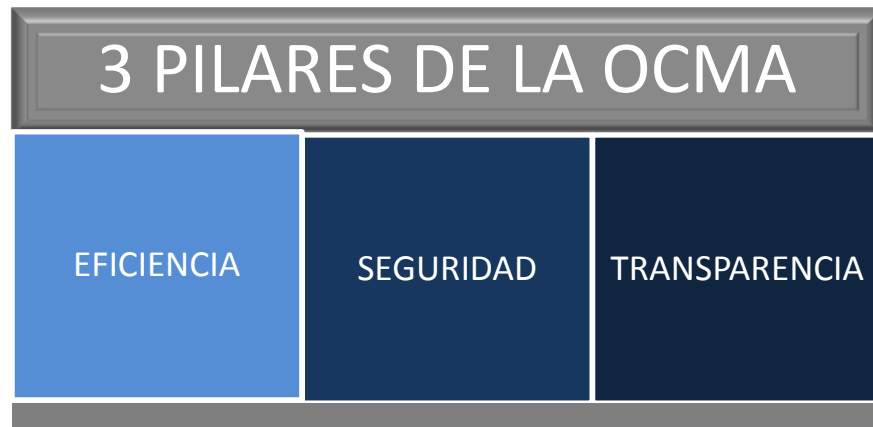 3 PILARES DE LA OCMA
EFICIENCIA
SEGURIDAD
TRANSPARENCIA